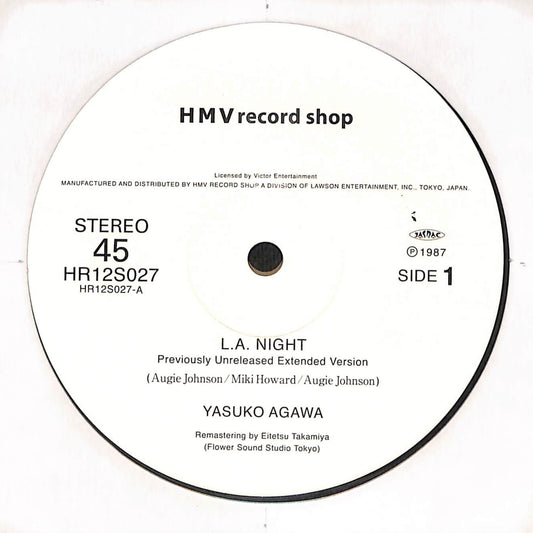 HMV record shop
Licensed by Victor Entertainment
MANUFACTURED AND DISTRIBUTED BY HMV RECORD SHOP A DIVISION OF LAWSON ENTERTAINMENT, INC., TOKYO, JAPAN.
STEREO
45
HR12S027
HR12S027-A
JASRAC
Ⓟ 1987
SIDE 1
L.A. NIGHT
Previously Unreleased Extended Version
(Augie Johnson/Miki Howard/Augie Johnson)
YASUKO AGAWA
Remastering by Eitetsu Takamiya
(Flower Sound Studio Tokyo)